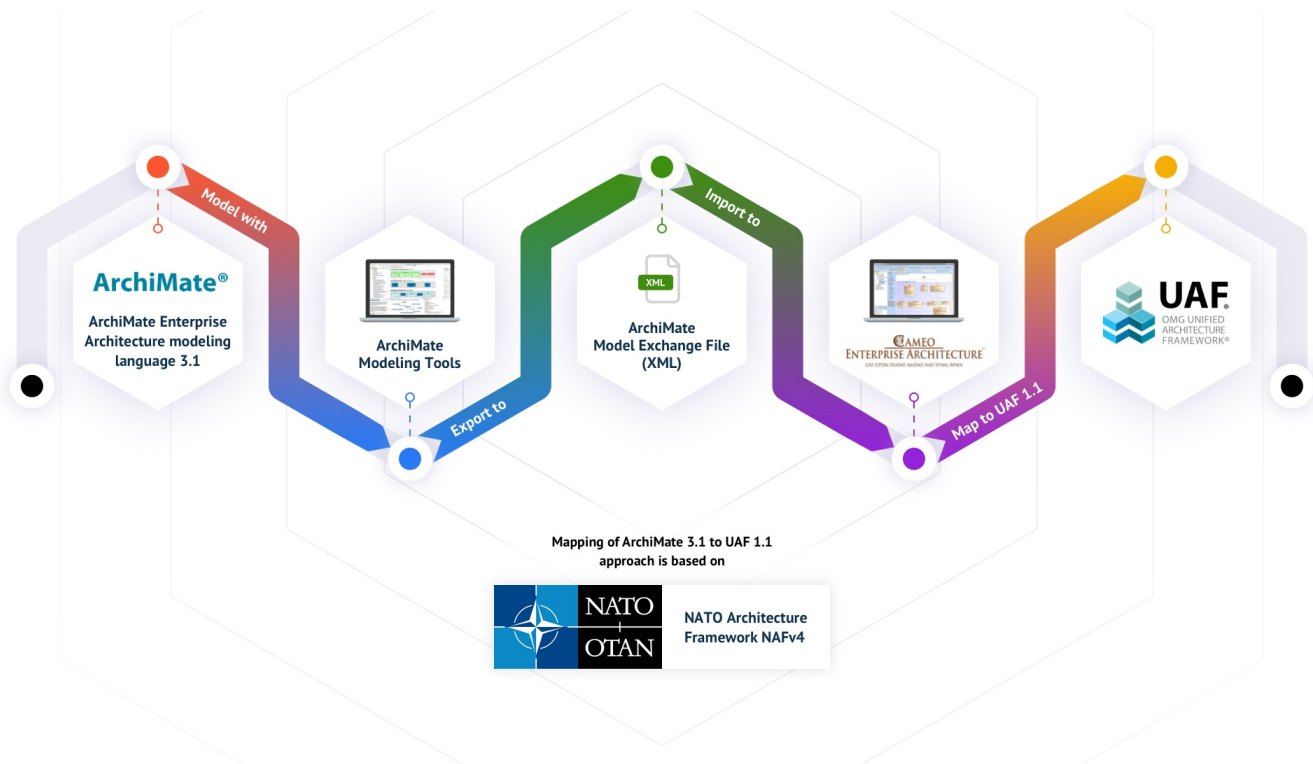 Model with
ArchiMate®
ArchiMate Enterprise
Architecture modeling
language 3.1
ArchiMate
Modeling Tools
Export to
XML
ArchiMate
Model Exchange File
(XML)
Import to
CAMEO
ENTERPRISE ARCHITECTURE™
Map to UAF 1.1
UAF®
OMG UNIFIED
ARCHITECTURE
FRAMEWORK®
Mapping of ArchiMate 3.1 to UAF 1.1
approach is based on
NATO
OTAN
NATO Architecture
Framework NAFv4